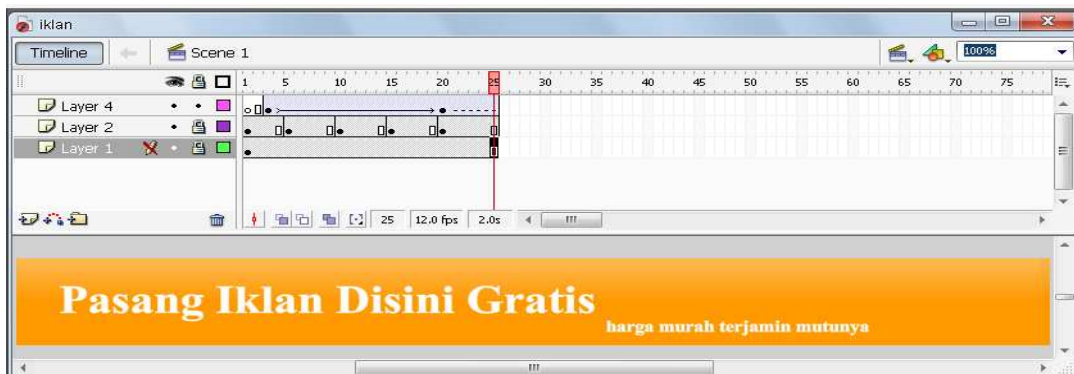 iklan
Timeline
Scene 1
100%
1 5 10 15 20 25 30 35 40 45 50 55 60 65 70 75
Layer 4
Layer 2
Layer 1
25 12.0 fps 2.0s
Pasang Iklan Disini Gratis
harga murah terjamin mutunya